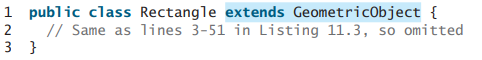 1 public class Rectangle extends GeometricObject {
2 // Same as lines 3-51 in Listing 11.3, so omitted
3 }